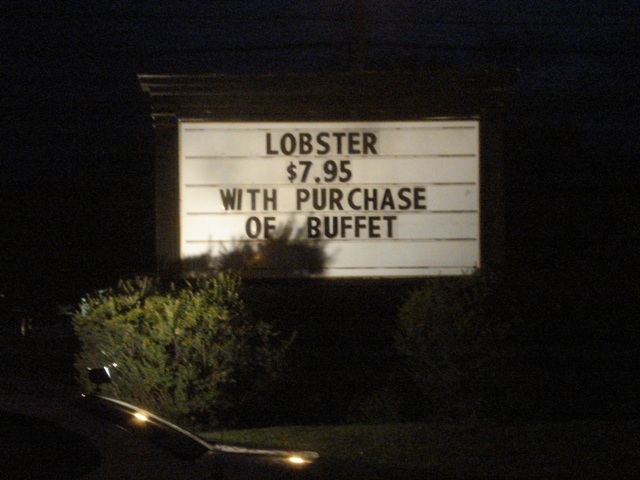 LOBSTER
$7.95
WITH PURCHASE
OF BUFFET